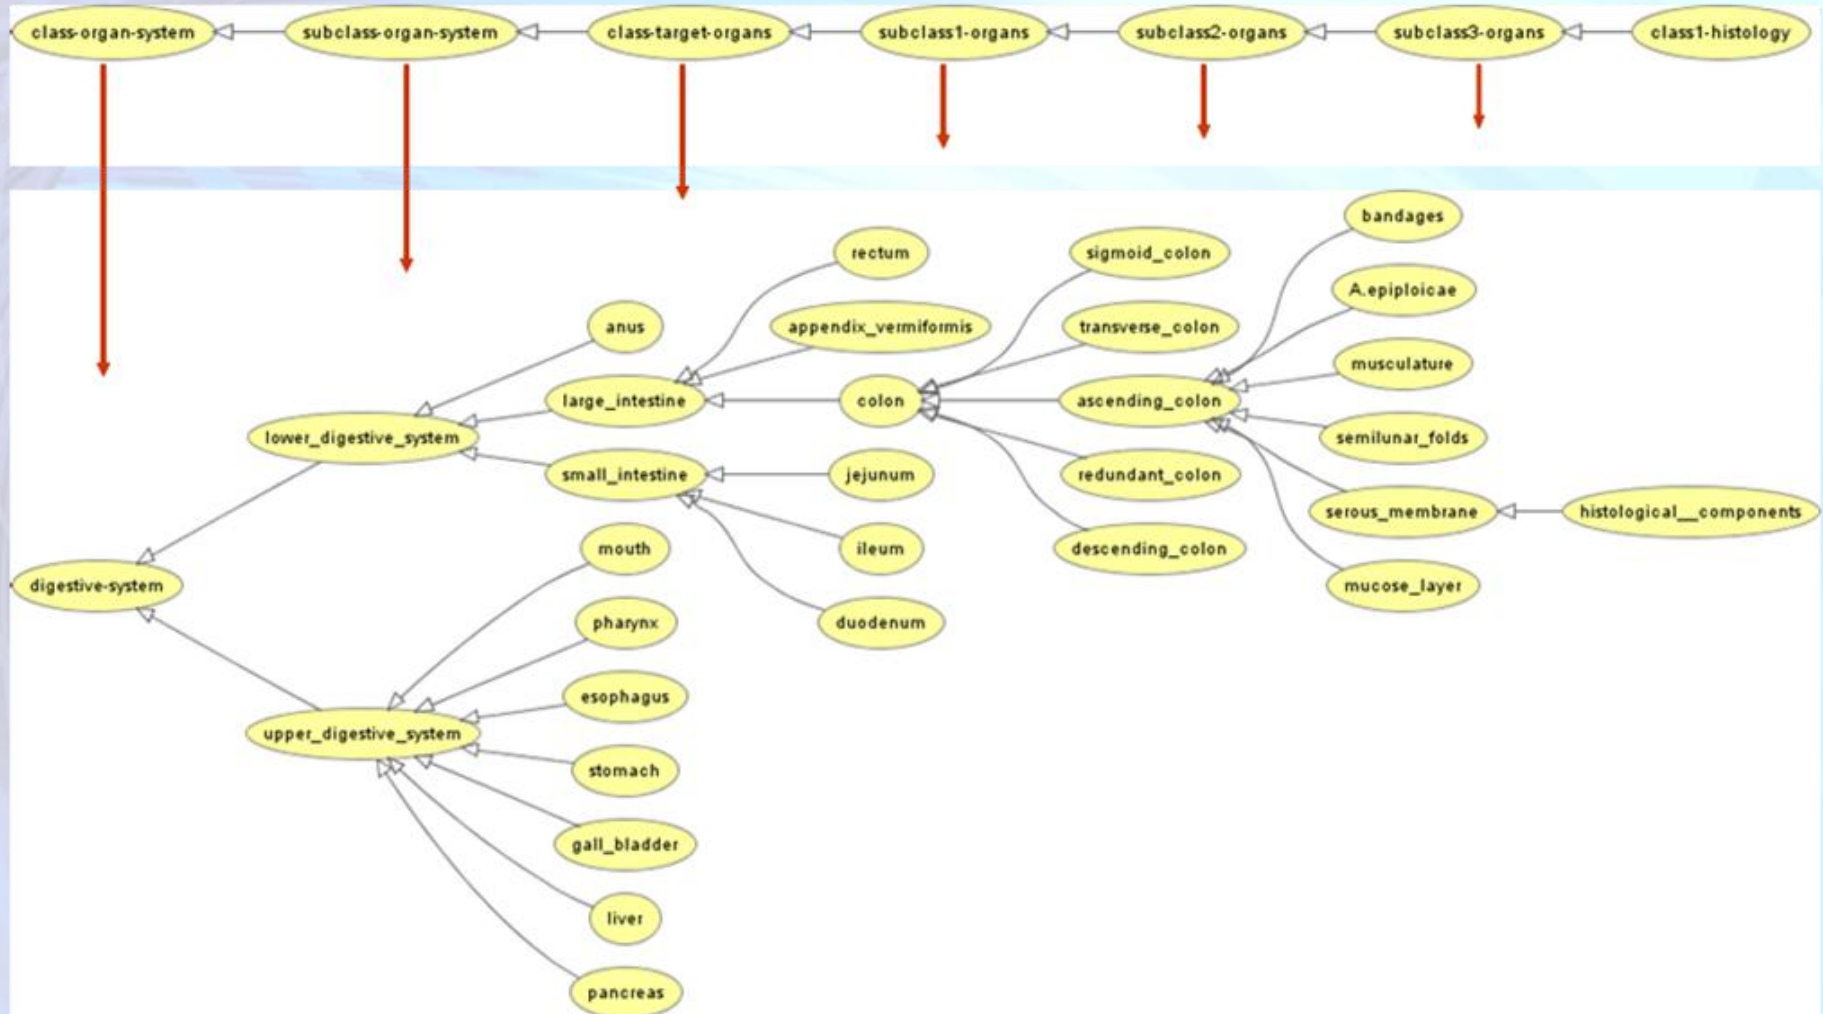 class-organ-system
subclass-organ-system
class-target-organs
subclass1-organs
subclass2-organs
subclass3-organs
class1-histology
bandages
rectum
sigmoid_colon
A.epiploicae
anus
appendix_vermiformis
transverse_colon
musculature
large_intestine
colon
ascending_colon
lower_digestive_system
semilunar_folds
small_intestine
jejunum
redundant_colon
serous_membrane
histological__components
mouth
ileum
descending_colon
digestive-system
mucose_layer
pharynx
duodenum
esophagus
upper_digestive_system
stomach
gall_bladder
liver
pancreas